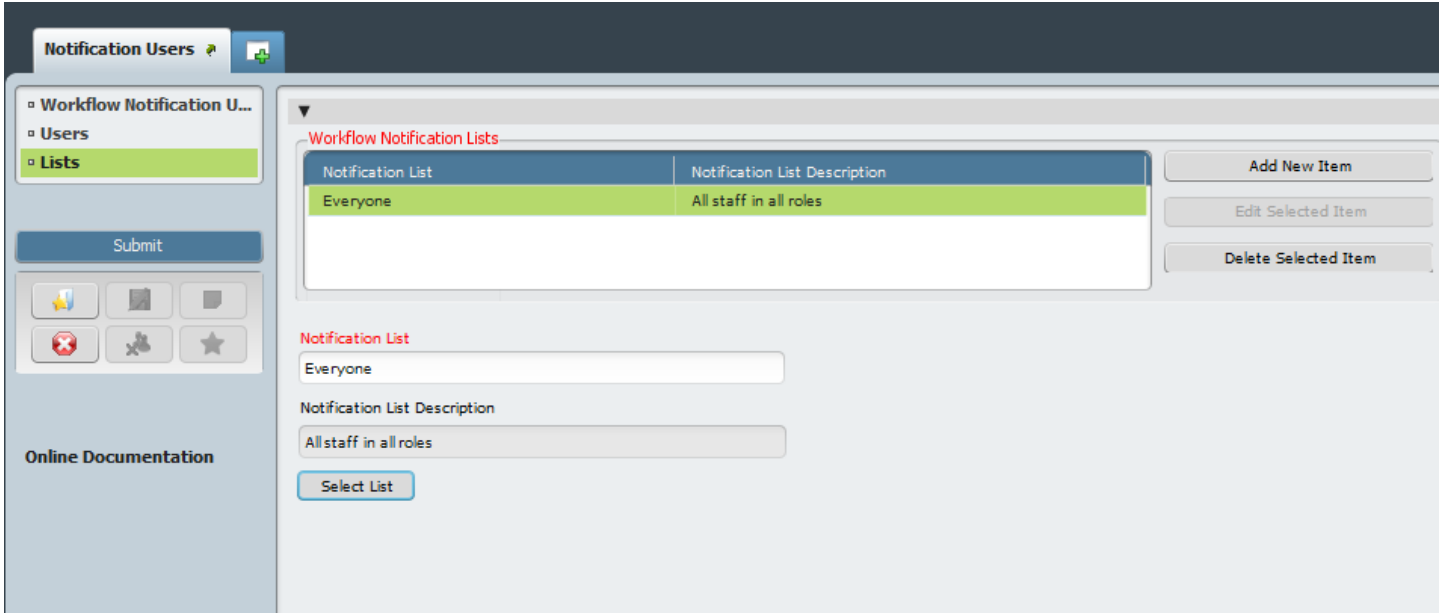 Notification Users
Workflow Notification U...
Users
Lists
Submit
Online Documentation
Workflow Notification Lists
Notification List Notification List Description
Everyone All staff in all roles
Add New Item
Edit Selected Item
Delete Selected Item
Notification List
Everyone
Notification List Description
All staff in all roles
Select List